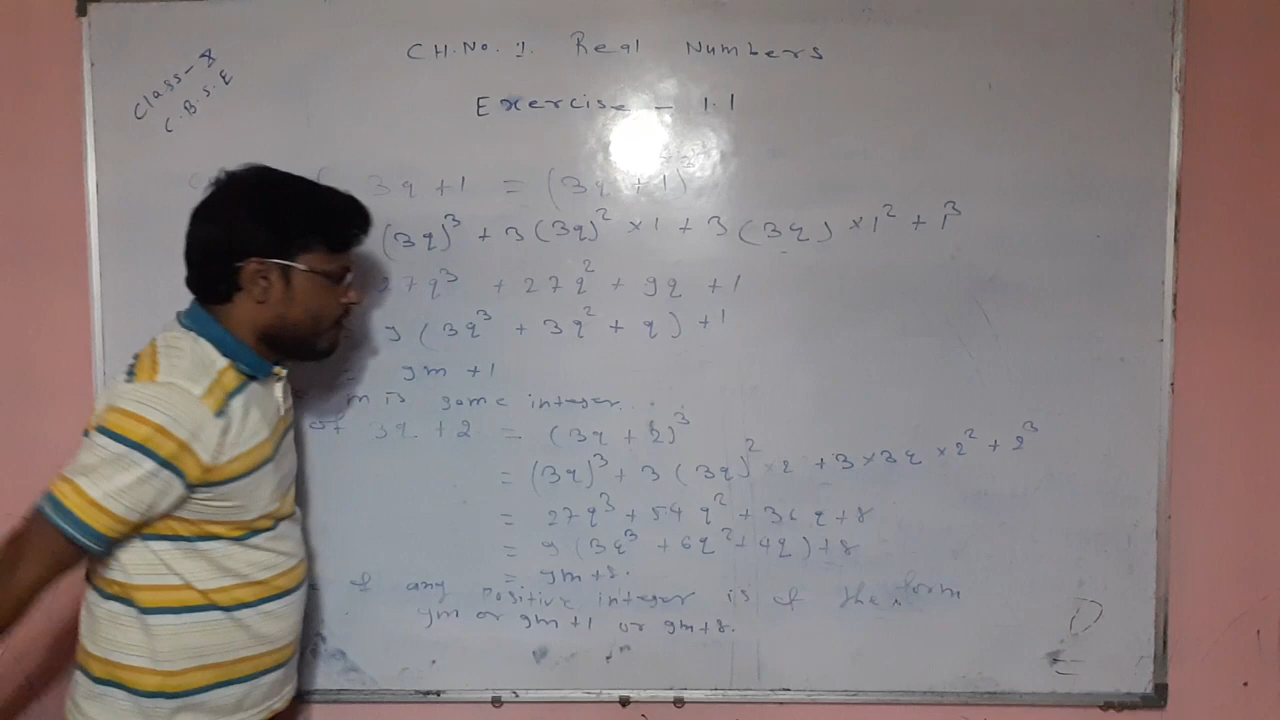 CH.No. 1. Real Numbers
Class - X
C.B.S.E
Exercise - 1.1
3q + 1 = (3q + 1)³
(3q)³ + 3(3q)² × 1 + 3(3q) × 1² + 1³
27q³ + 27q² + 9q + 1
9(3q³ + 3q² + q) + 1
= 9m + 1
m is some integer.
of 3q + 2 = (3q + 2)³
= (3q)³ + 3(3q)² × 2 + 3 × 3q × 2² + 2³
= 27q³ + 54q² + 36q + 8
= 9(3q³ + 6q² + 4q) + 8
= 9m + 8.
of any positive integer is of the form
9m or 9m + 1 or 9m + 8.